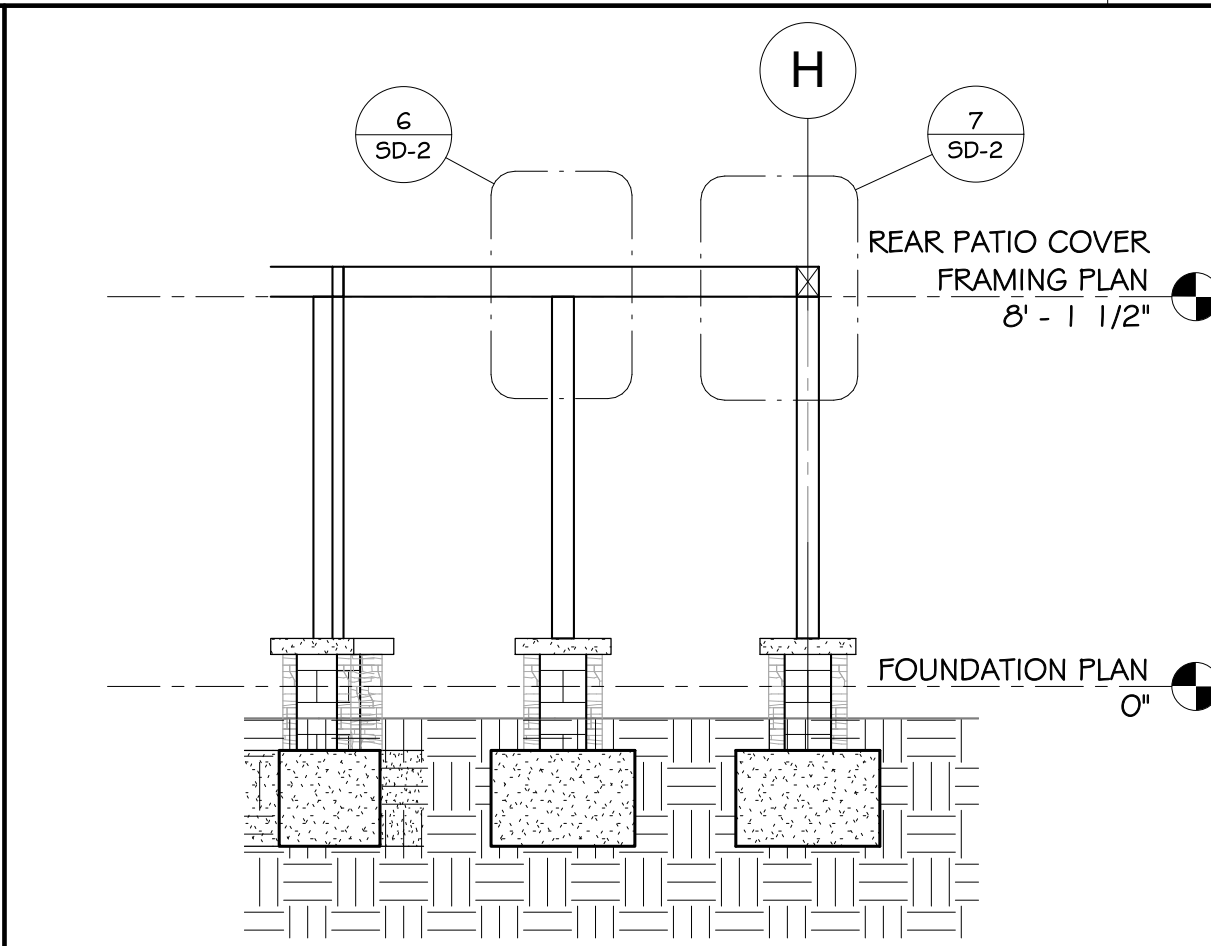 H
6
SD-2
7
SD-2
REAR PATIO COVER
FRAMING PLAN
8' - 1 1/2"
FOUNDATION PLAN
0"